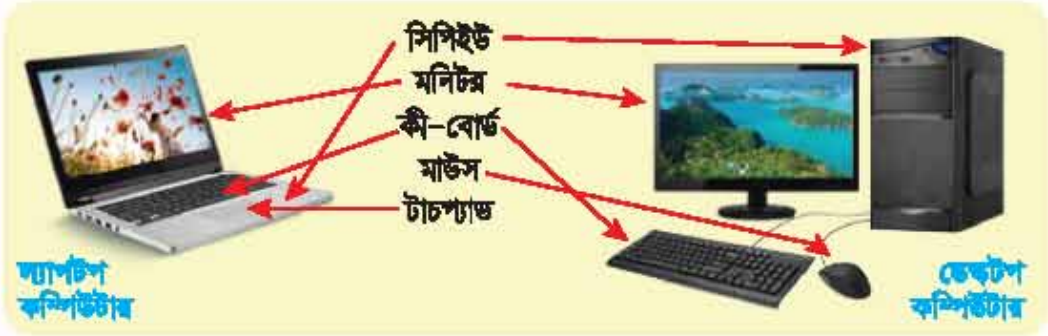 সিপিইউ
মনিটর
কী-বোর্ড
মাউস
টাচপ্যাড
ল্যাপটপ
কম্পিউটার
ডেস্কটপ
কম্পিউটার